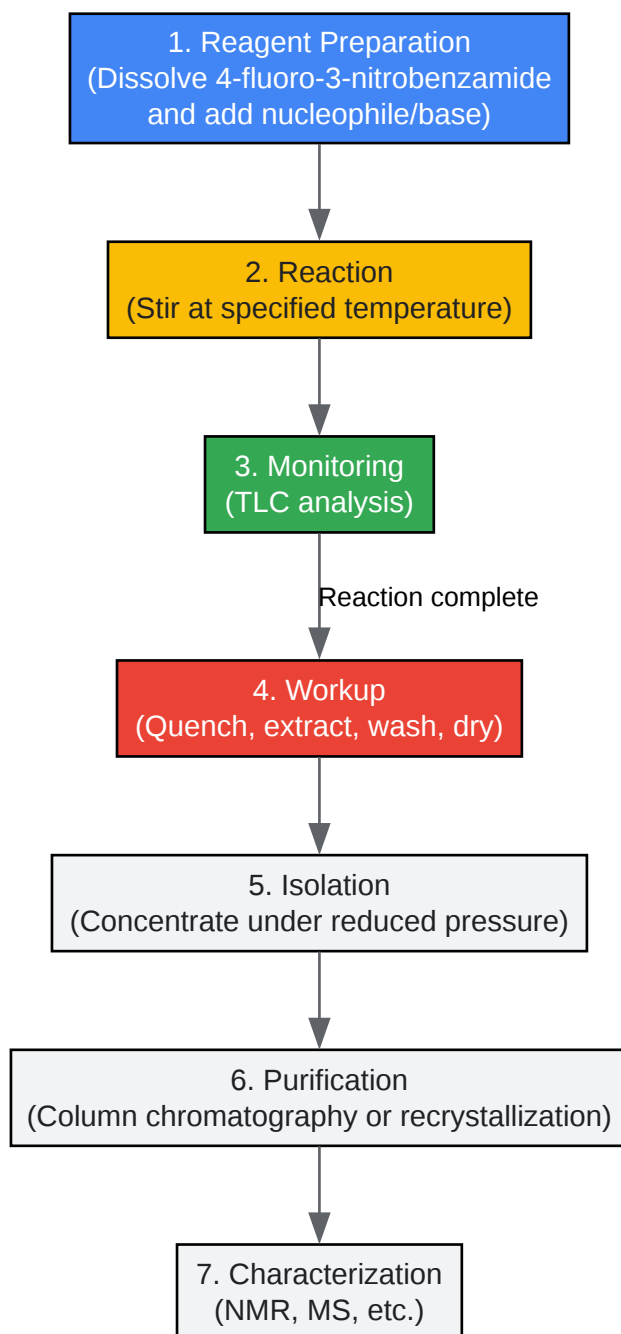 1. Reagent Preparation
(Dissolve 4-fluoro-3-nitrobenzamide
and add nucleophile/base)
2. Reaction
(Stir at specified temperature)
3. Monitoring
(TLC analysis)
Reaction complete
4. Workup
(Quench, extract, wash, dry)
5. Isolation
(Concentrate under reduced pressure)
6. Purification
(Column chromatography or recrystallization)
7. Characterization
(NMR, MS, etc.)